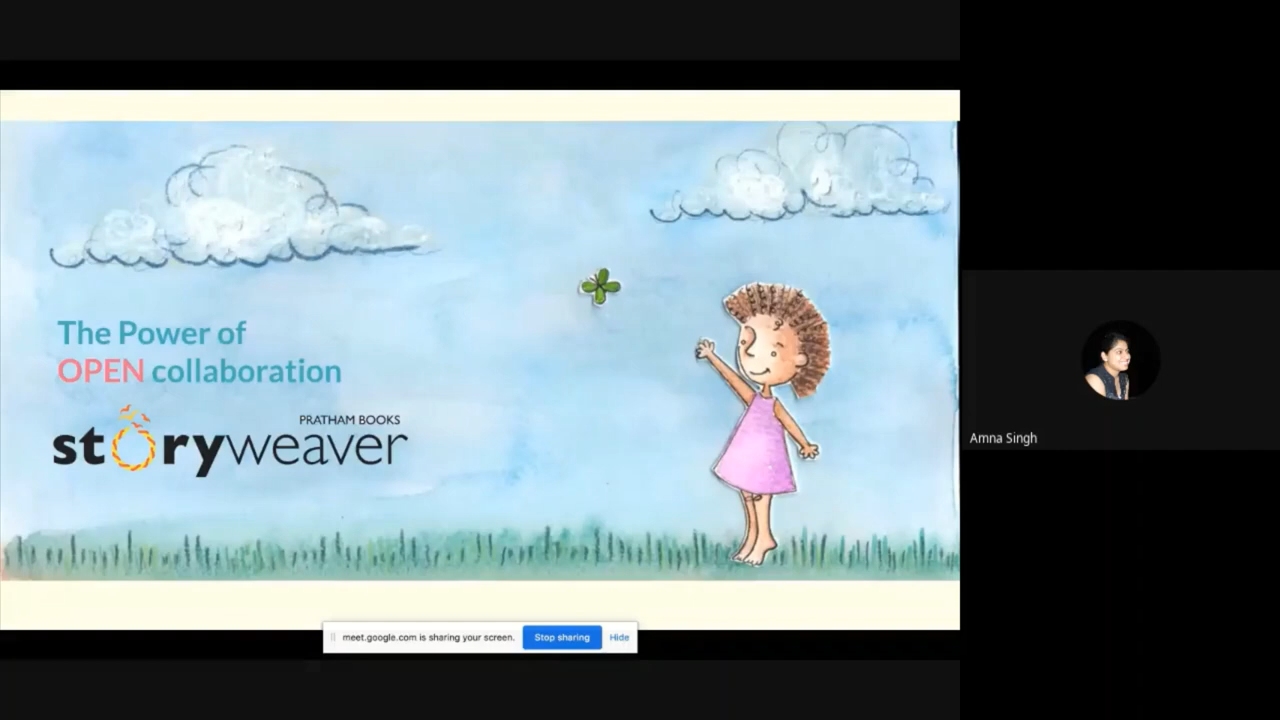 The Power of
OPEN collaboration
PRATHAM BOOKS
storyweaver
Amna Singh
meet.google.com is sharing your screen.
Stop sharing
Hide